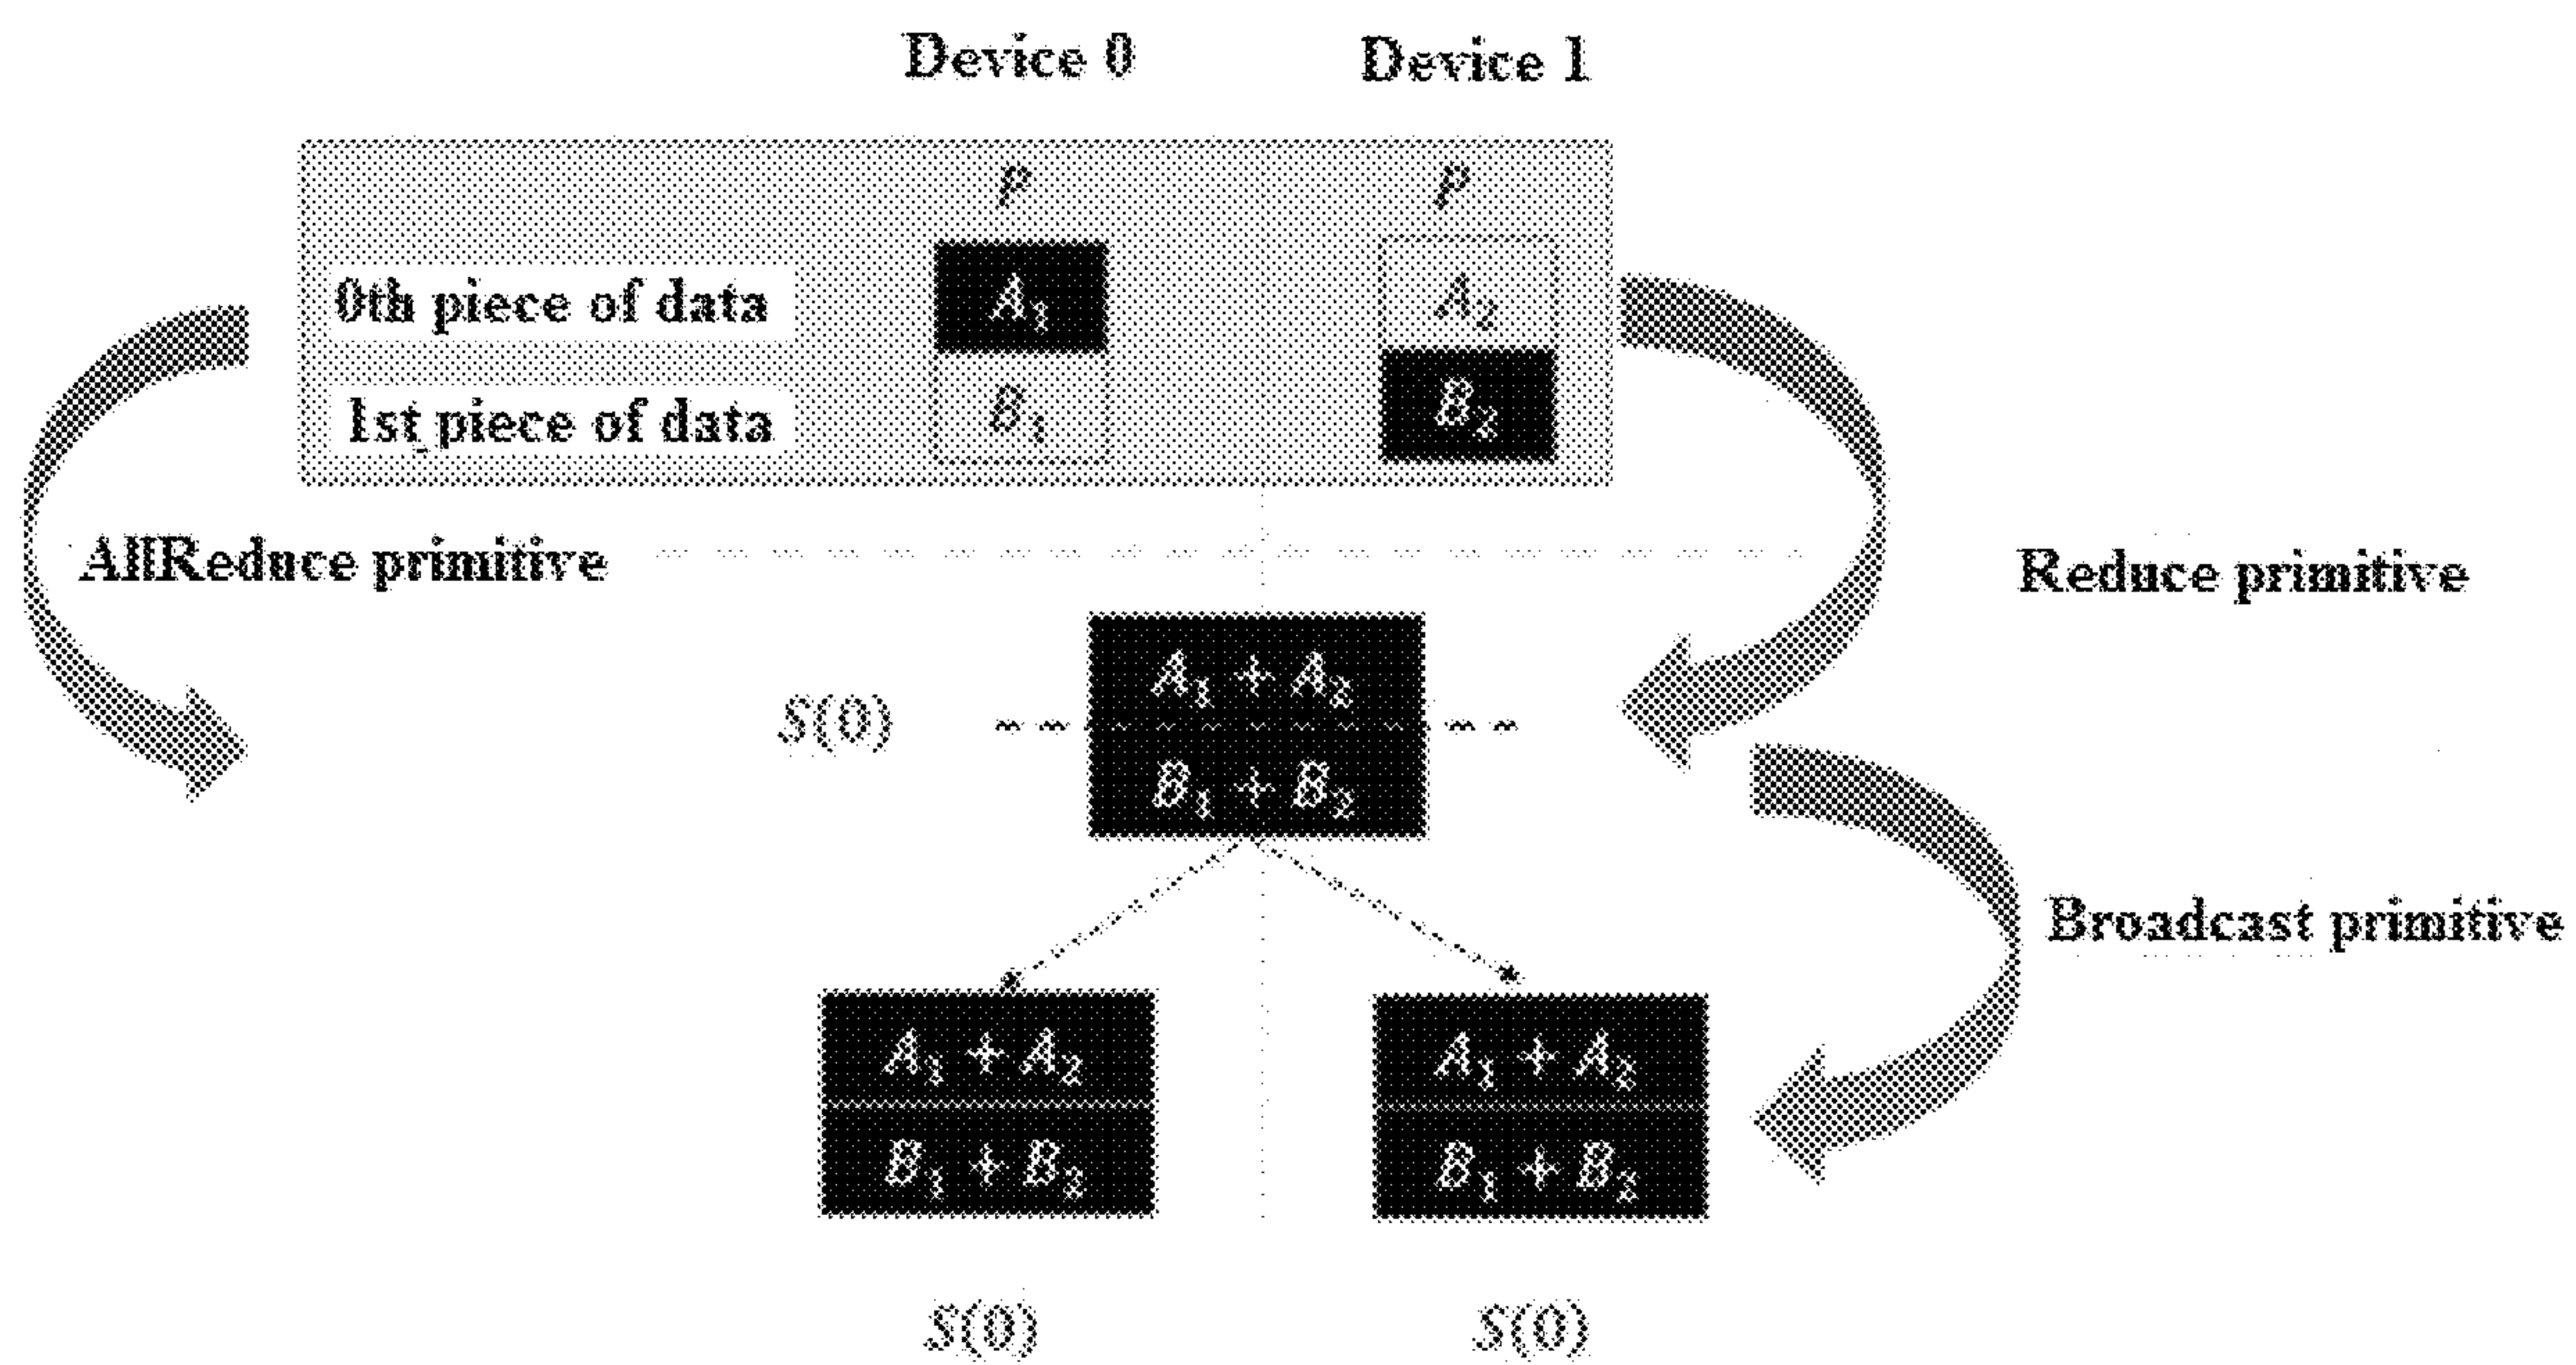 Device 0 Device 1
P P
0th piece of data A₁ A₂
1st piece of data B₁ B₂
AllReduce primitive Reduce primitive
A₁ + A₂
S(0)
B₁ + B₂
Broadcast primitive
A₁ + A₂ A₁ + A₂
B₁ + B₂ B₁ + B₂
S(0) S(0)